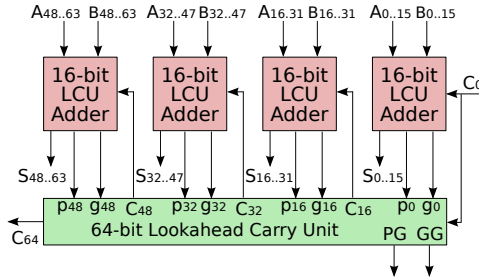 A48..63 B48..63 A32..47 B32..47 A16.31 B16..31 A0..15 B0..15
16-bit LCU Adder 16-bit LCU Adder 16-bit LCU Adder 16-bit LCU Adder
C0
S48..63 S32..47 S16..31 S0..15
p48 g48 C48 p32 g32 C32 p16 g16 C16 p0 g0
C64 64-bit Lookahead Carry Unit PG GG